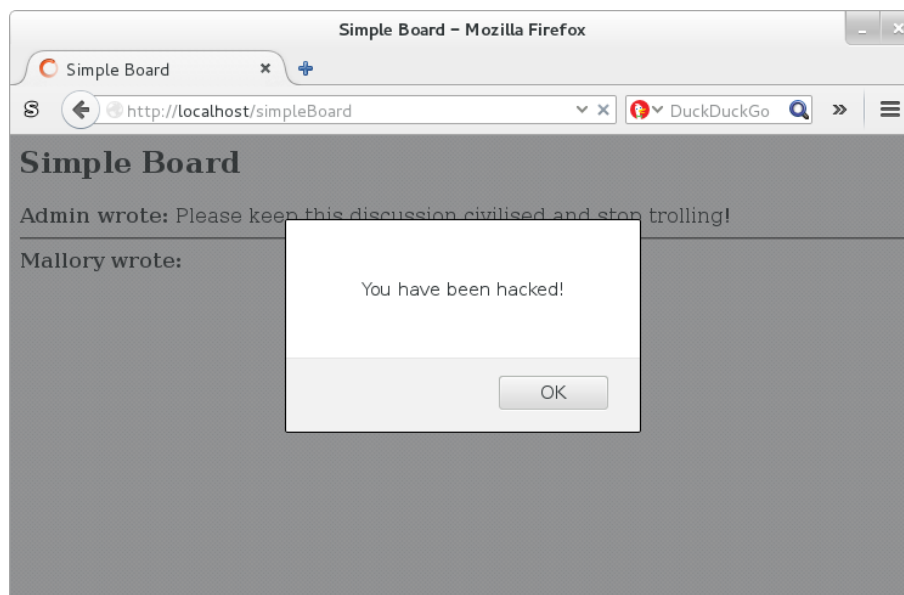 Simple Board - Mozilla Firefox
Simple Board
http://localhost/simpleBoard
DuckDuckGo
Simple Board
Admin wrote: Please keep this discussion civilised and stop trolling!
Mallory wrote:
You have been hacked!
OK